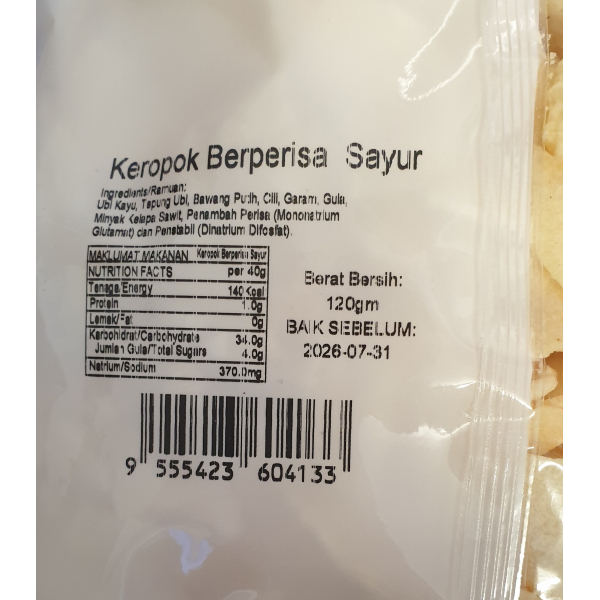 Keropok Berperisa Sayur
Ingredients/Ramuan:
Ubi Kayu, Tepung Ubi, Bawang Putih, Cili, Garam, Gula,
Minyak Kelapa Sawit, Penambah Perisa (Mononatrium
Glutamat) dan Penstabil (Dinatrium Difosfat).
MAKLUMAT MAKANAN Keropok Berperisa Sayur
NUTRITION FACTS per 40g
Tenaga/Energy 140Kcal
Protein 1.0g
Lemak/Fat 0g
Karbohidrat/Carbohydrate 34.0g
Jumlah Gula/Total Sugars 4.0g
Natrium/Sodium 370.0mg
Berat Bersih:
120gm
BAIK SEBELUM:
2026-07-31
9 555423 604133